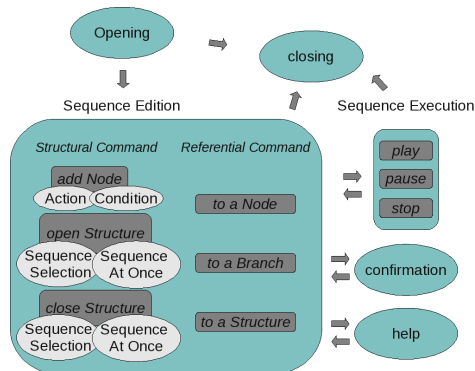 Opening
closing
Sequence Edition
Sequence Execution
Structural Command
Referential Command
add Node
Action
Condition
to a Node
open Structure
Sequence
Selection
Sequence
At Once
to a Branch
close Structure
Sequence
Selection
Sequence
At Once
to a Structure
play
pause
stop
confirmation
help